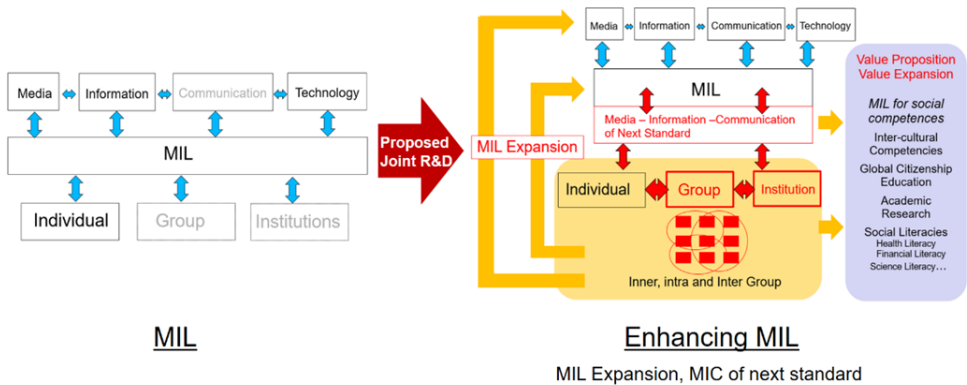 Media
Information
Communication
Technology
MIL
Individual
Group
Institutions
MIL
Proposed
Joint R&D
MIL Expansion
Media
Information
Communication
Technology
MIL
Media – Information –Communication
of Next Standard
Individual
Group
Institution
Inner, intra and Inter Group
Value Proposition
Value Expansion
MIL for social
competences
Inter-cultural
Competencies
Global Citizenship
Education
Academic
Research
Social Literacies
Health Literacy
Financial Literacy
Science Literacy…
Enhancing MIL
MIL Expansion, MIC of next standard